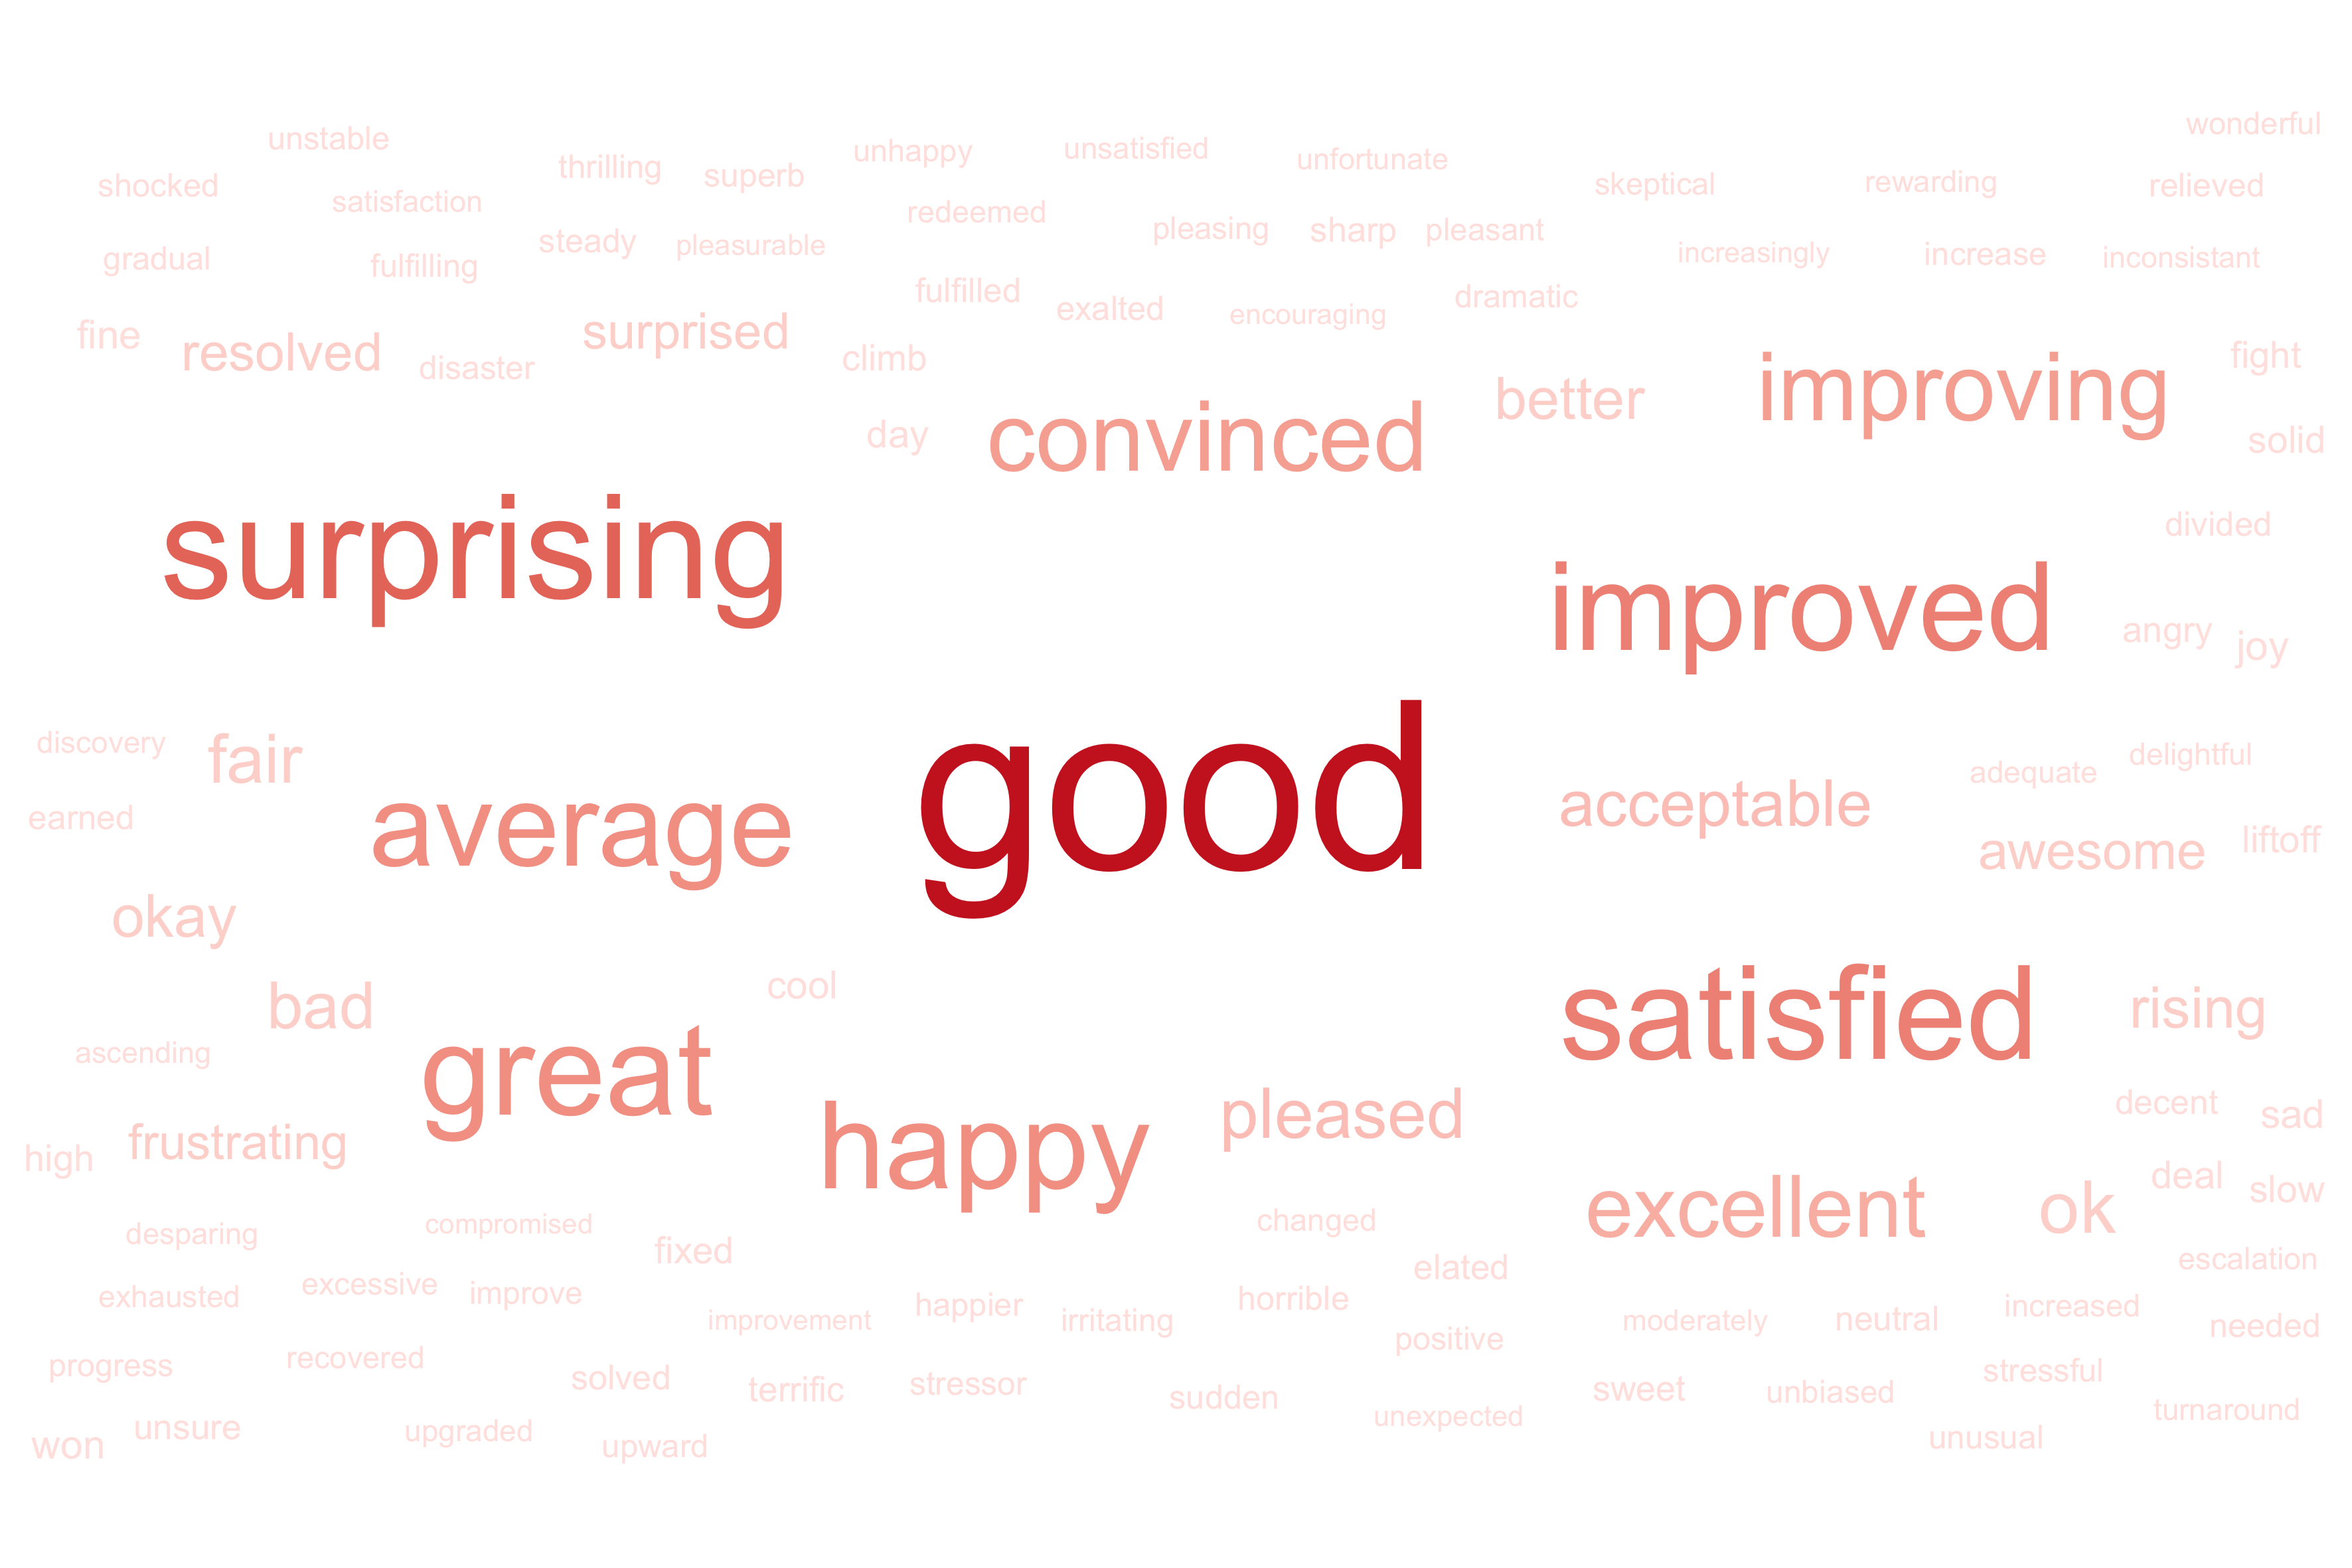 wonderful
unstable
unhappy
unsatisfied
unfortunate
thrilling
superb
shocked
satisfaction
skeptical
rewarding
relieved
redeemed
pleasing
sharp
pleasant
steady
pleasurable
gradual
fulfilling
increasingly
increase
inconsistant
fulfilled
exalted
encouraging
dramatic
fine
resolved
disaster
surprised
climb
convinced
better
improving
fight
day
solid
surprising
improved
divided
angry
joy
discovery
fair
average
good
acceptable
adequate
delightful
earned
awesome
liftoff
okay
bad
cool
satisfied
rising
ascending
great
happy
pleased
decent
sad
high
frustrating
excellent
ok
deal
slow
desparing
compromised
fixed
changed
elated
escalation
exhausted
excessive
improve
improvement
happier
irritating
horrible
positive
moderately
neutral
increased
needed
progress
recovered
solved
terrific
stressor
sudden
unexpected
sweet
unbiased
stressful
turnaround
won
unsure
upgraded
upward
unusual